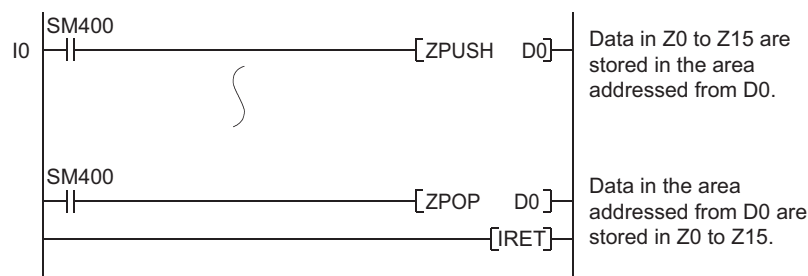 SM400
I0
ZPUSH D0
Data in Z0 to Z15 are
stored in the area
addressed from D0.
SM400
ZPOP D0
Data in the area
addressed from D0 are
stored in Z0 to Z15.
IRET